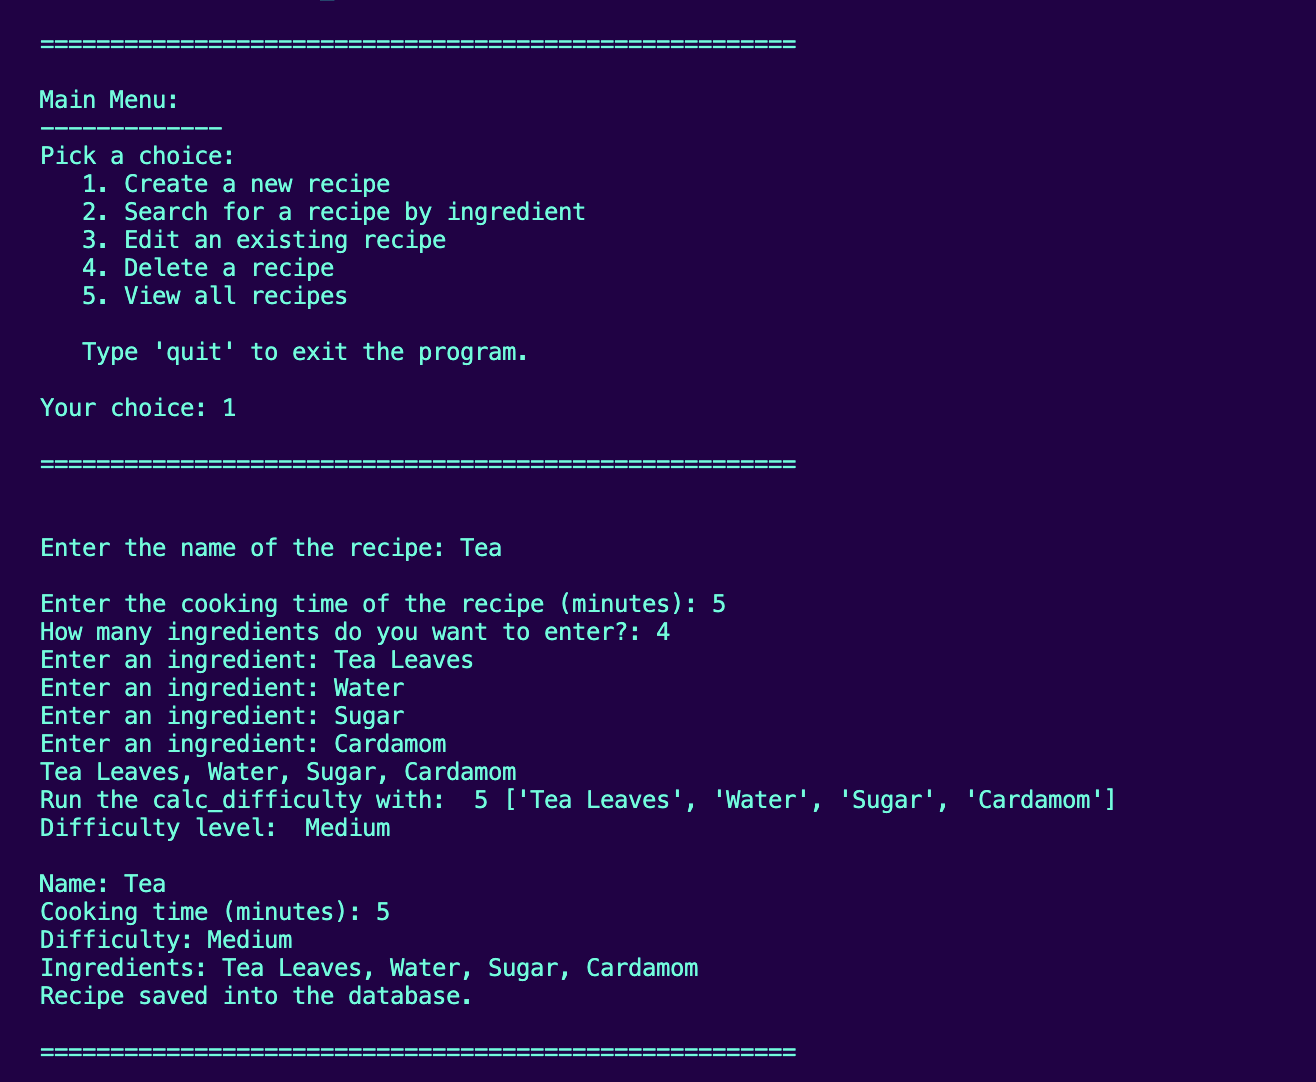 ======================================================
Main Menu:
-------------
Pick a choice:
   1. Create a new recipe
   2. Search for a recipe by ingredient
   3. Edit an existing recipe
   4. Delete a recipe
   5. View all recipes
   Type 'quit' to exit the program.
Your choice: 1
======================================================
Enter the name of the recipe: Tea
Enter the cooking time of the recipe (minutes): 5
How many ingredients do you want to enter?: 4
Enter an ingredient: Tea Leaves
Enter an ingredient: Water
Enter an ingredient: Sugar
Enter an ingredient: Cardamom
Tea Leaves, Water, Sugar, Cardamom
Run the calc_difficulty with:  5 ['Tea Leaves', 'Water', 'Sugar', 'Cardamom']
Difficulty level:  Medium
Name: Tea
Cooking time (minutes): 5
Difficulty: Medium
Ingredients: Tea Leaves, Water, Sugar, Cardamom
Recipe saved into the database.
======================================================